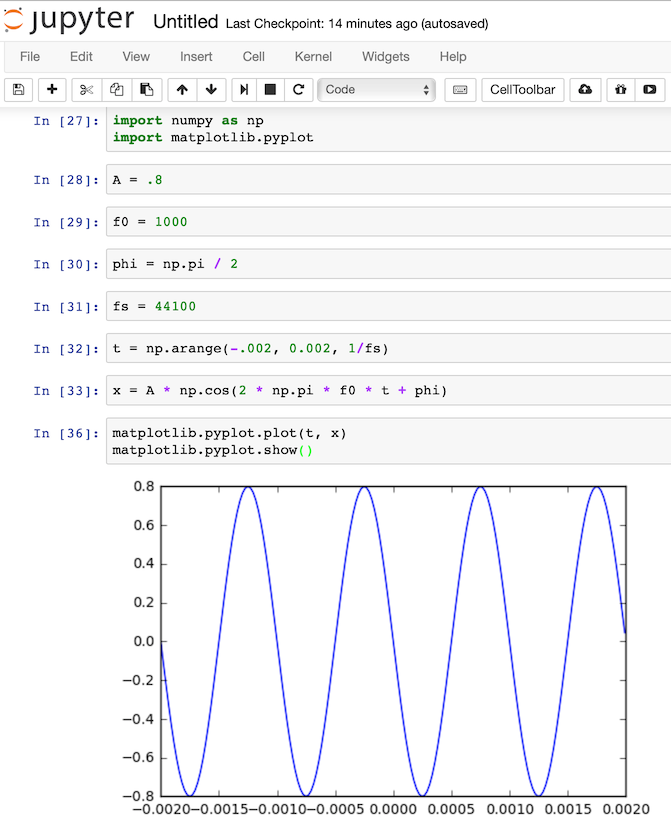 jupyter Untitled Last Checkpoint: 14 minutes ago (autosaved)
File Edit View Insert Cell Kernel Widgets Help
Code CellToolbar
In [27]: import numpy as np
import matplotlib.pyplot
In [28]: A = .8
In [29]: f0 = 1000
In [30]: phi = np.pi / 2
In [31]: fs = 44100
In [32]: t = np.arange(-.002, 0.002, 1/fs)
In [33]: x = A * np.cos(2 * np.pi * f0 * t + phi)
In [36]: matplotlib.pyplot.plot(t, x)
matplotlib.pyplot.show()
0.8
0.6
0.4
0.2
0.0
−0.2
−0.4
−0.6
−0.8
−0.0020 −0.0015 −0.0010 −0.0005 0.0000 0.0005 0.0010 0.0015 0.0020